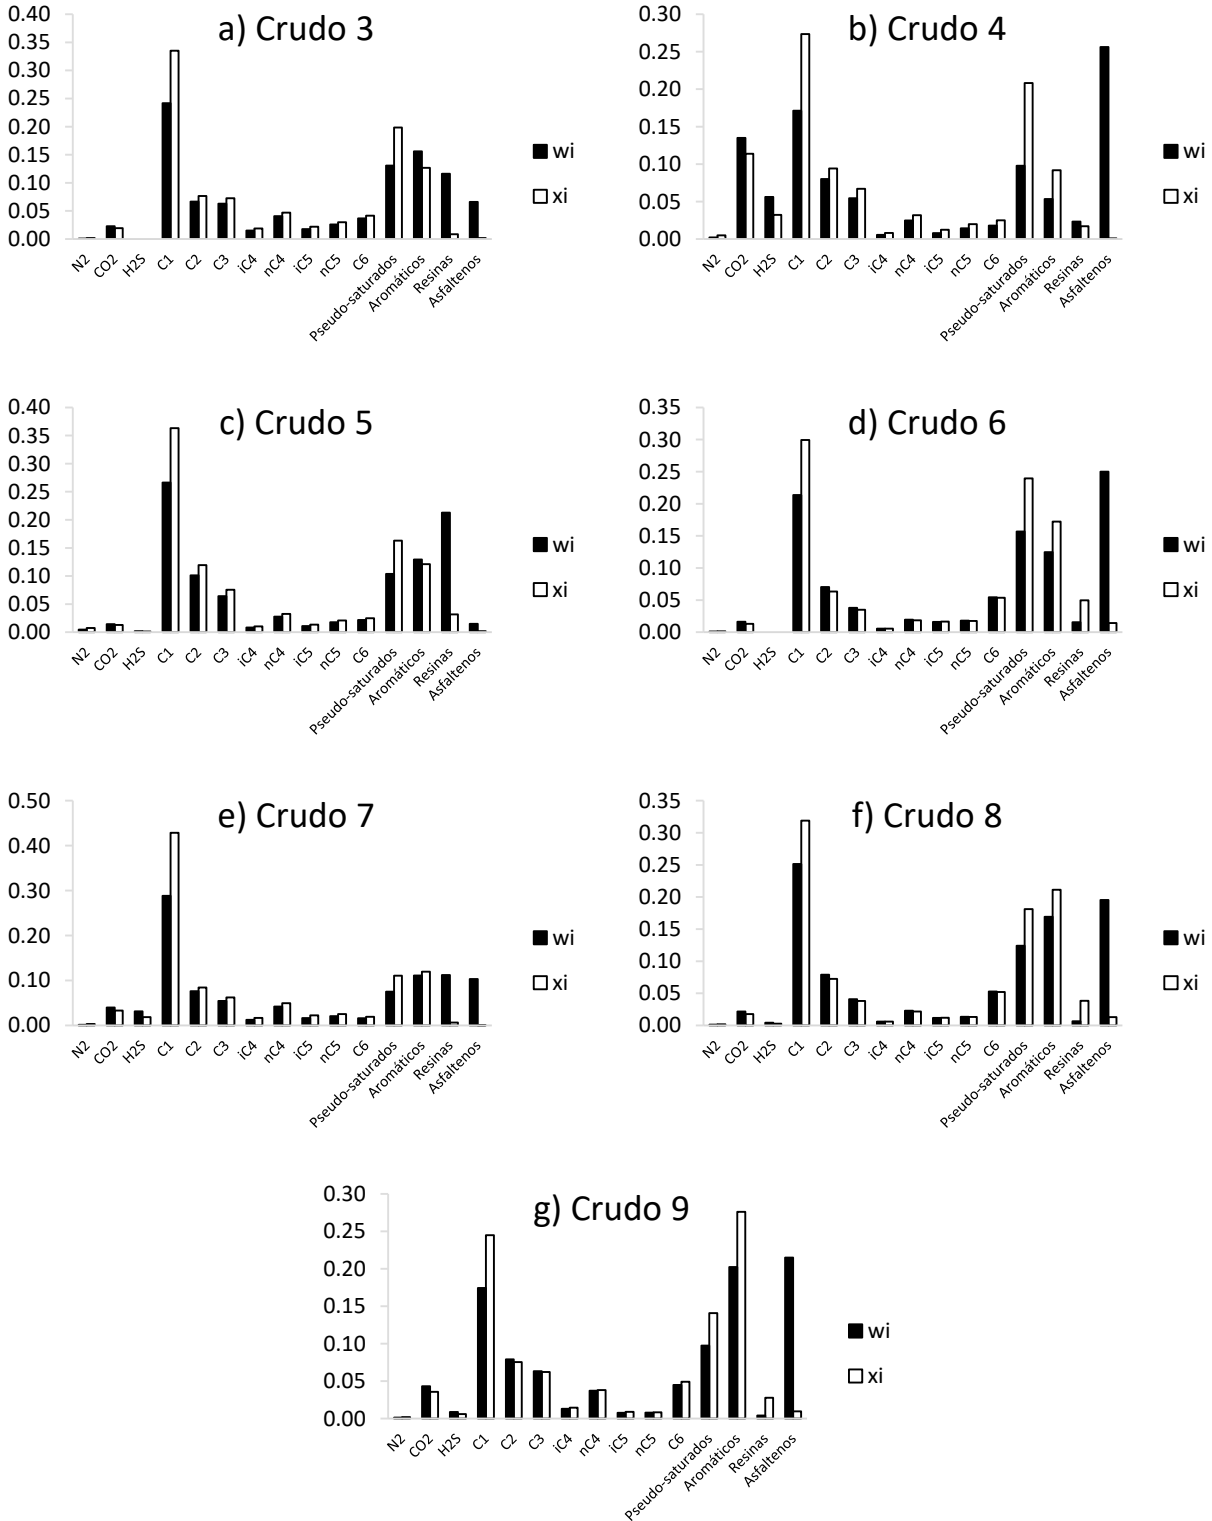 a) Crudo 3
0.40
0.35
0.30
0.25
0.20
0.15
0.10
0.05
0.00
N2
CO2
H2S
C1
C2
C3
iC4
nC4
iC5
nC5
C6
Pseudo-saturados
Aromáticos
Resinas
Asfaltenos
wi
xi
b) Crudo 4
0.30
0.25
0.20
0.15
0.10
0.05
0.00
N2
CO2
H2S
C1
C2
C3
iC4
nC4
iC5
nC5
C6
Pseudo-saturados
Aromáticos
Resinas
Asfaltenos
wi
xi
c) Crudo 5
0.40
0.35
0.30
0.25
0.20
0.15
0.10
0.05
0.00
N2
CO2
H2S
C1
C2
C3
iC4
nC4
iC5
nC5
C6
Pseudo-saturados
Aromáticos
Resinas
Asfaltenos
wi
xi
d) Crudo 6
0.35
0.30
0.25
0.20
0.15
0.10
0.05
0.00
N2
CO2
H2S
C1
C2
C3
iC4
nC4
iC5
nC5
C6
Pseudo-saturados
Aromáticos
Resinas
Asfaltenos
wi
xi
e) Crudo 7
0.50
0.40
0.30
0.20
0.10
0.00
N2
CO2
H2S
C1
C2
C3
iC4
nC4
iC5
nC5
C6
Pseudo-saturados
Aromáticos
Resinas
Asfaltenos
wi
xi
f) Crudo 8
0.35
0.30
0.25
0.20
0.15
0.10
0.05
0.00
N2
CO2
H2S
C1
C2
C3
iC4
nC4
iC5
nC5
C6
Pseudo-saturados
Aromáticos
Resinas
Asfaltenos
wi
xi
g) Crudo 9
0.30
0.25
0.20
0.15
0.10
0.05
0.00
N2
CO2
H2S
C1
C2
C3
iC4
nC4
iC5
nC5
C6
Pseudo-saturados
Aromáticos
Resinas
Asfaltenos
wi
xi